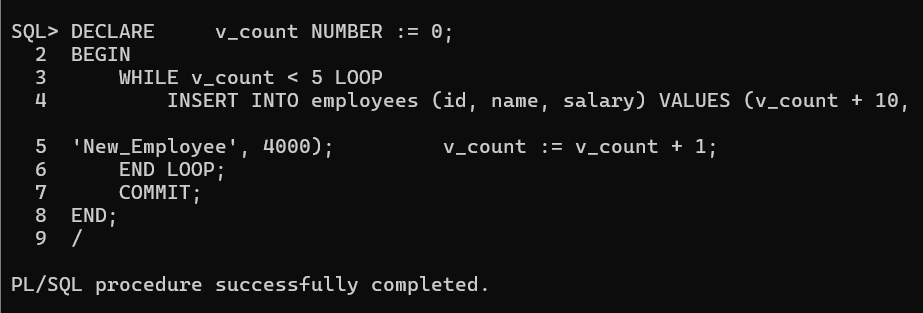 SQL> DECLARE     v_count NUMBER := 0;
  2  BEGIN
  3      WHILE v_count < 5 LOOP
  4          INSERT INTO employees (id, name, salary) VALUES (v_count + 10,
  5  'New_Employee', 4000);         v_count := v_count + 1;
  6      END LOOP;
  7      COMMIT;
  8  END;
  9  /
PL/SQL procedure successfully completed.